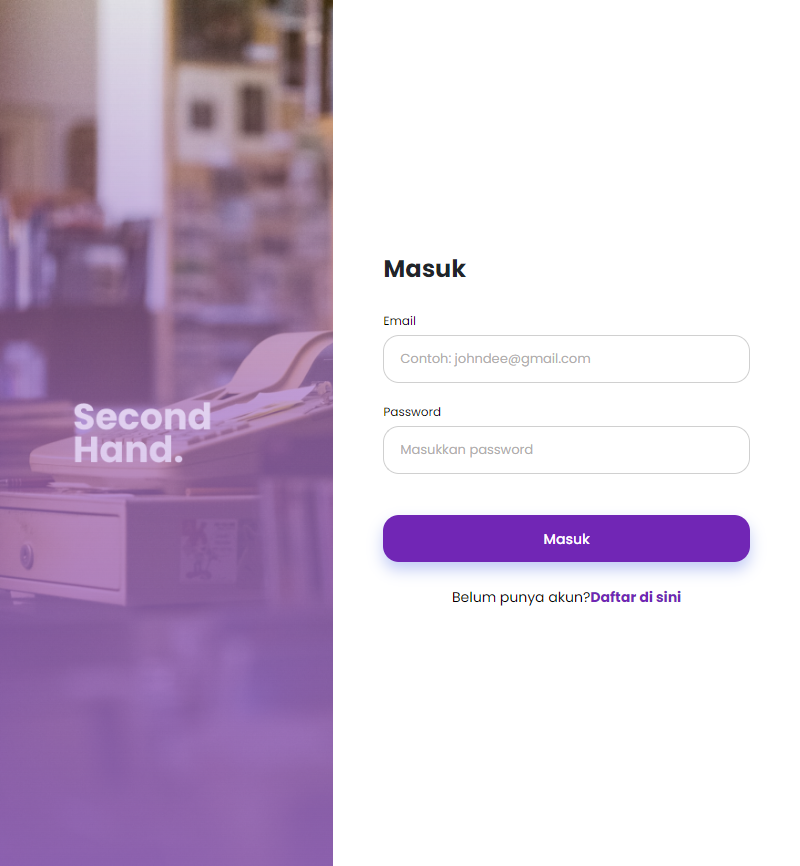 Second
Hand.
Masuk
Email
Contoh: johndee@gmail.com
Password
Masukkan password
Masuk
Belum punya akun?Daftar di sini